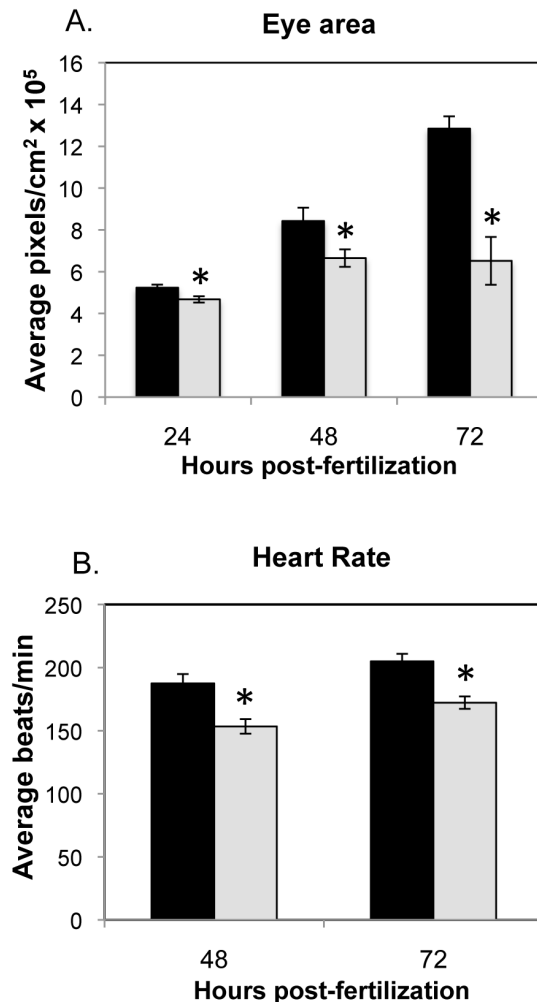 A.
Eye area
Average pixels/cm² x 10⁵
16
14
12
10
8
6
4
2
0
*
*
*
24 48 72
Hours post-fertilization
B.
Heart Rate
Average beats/min
250
200
150
100
50
0
*
*
48 72
Hours post-fertilization